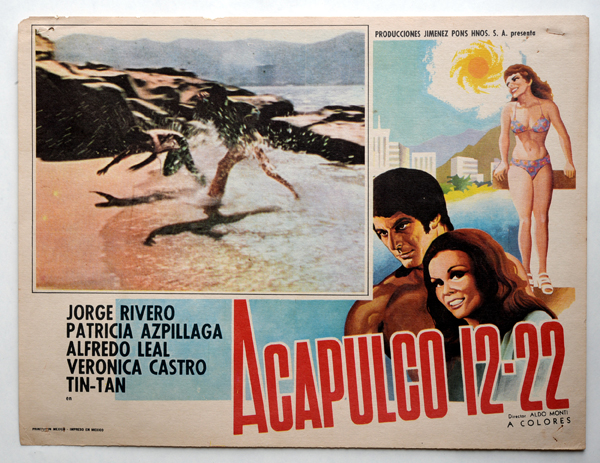 PRODUCCIONES JIMENEZ PONS HNOS. S. A. presenta
JORGE RIVERO
PATRICIA AZPILLAGA
ALFREDO LEAL
VERONICA CASTRO
TIN-TAN
EN
ACAPULCO 12-22
Director ALDO MONTI
A COLORES
MEXICO - IMPRESO EN MEXICO